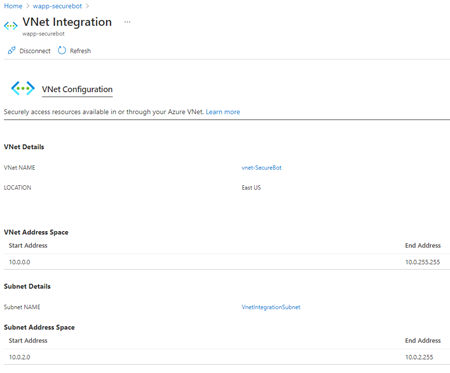 Home > wapp-securebot >
VNet Integration ...
wapp-securebot
Disconnect Refresh
VNet Configuration
Securely access resources available in or through your Azure VNet. Learn more
VNet Details
VNet NAME vnet-SecureBot
LOCATION East US
VNet Address Space
Start Address End Address
10.0.0.0 10.0.255.255
Subnet Details
Subnet NAME VnetIntegrationSubnet
Subnet Address Space
Start Address End Address
10.0.2.0 10.0.2.255